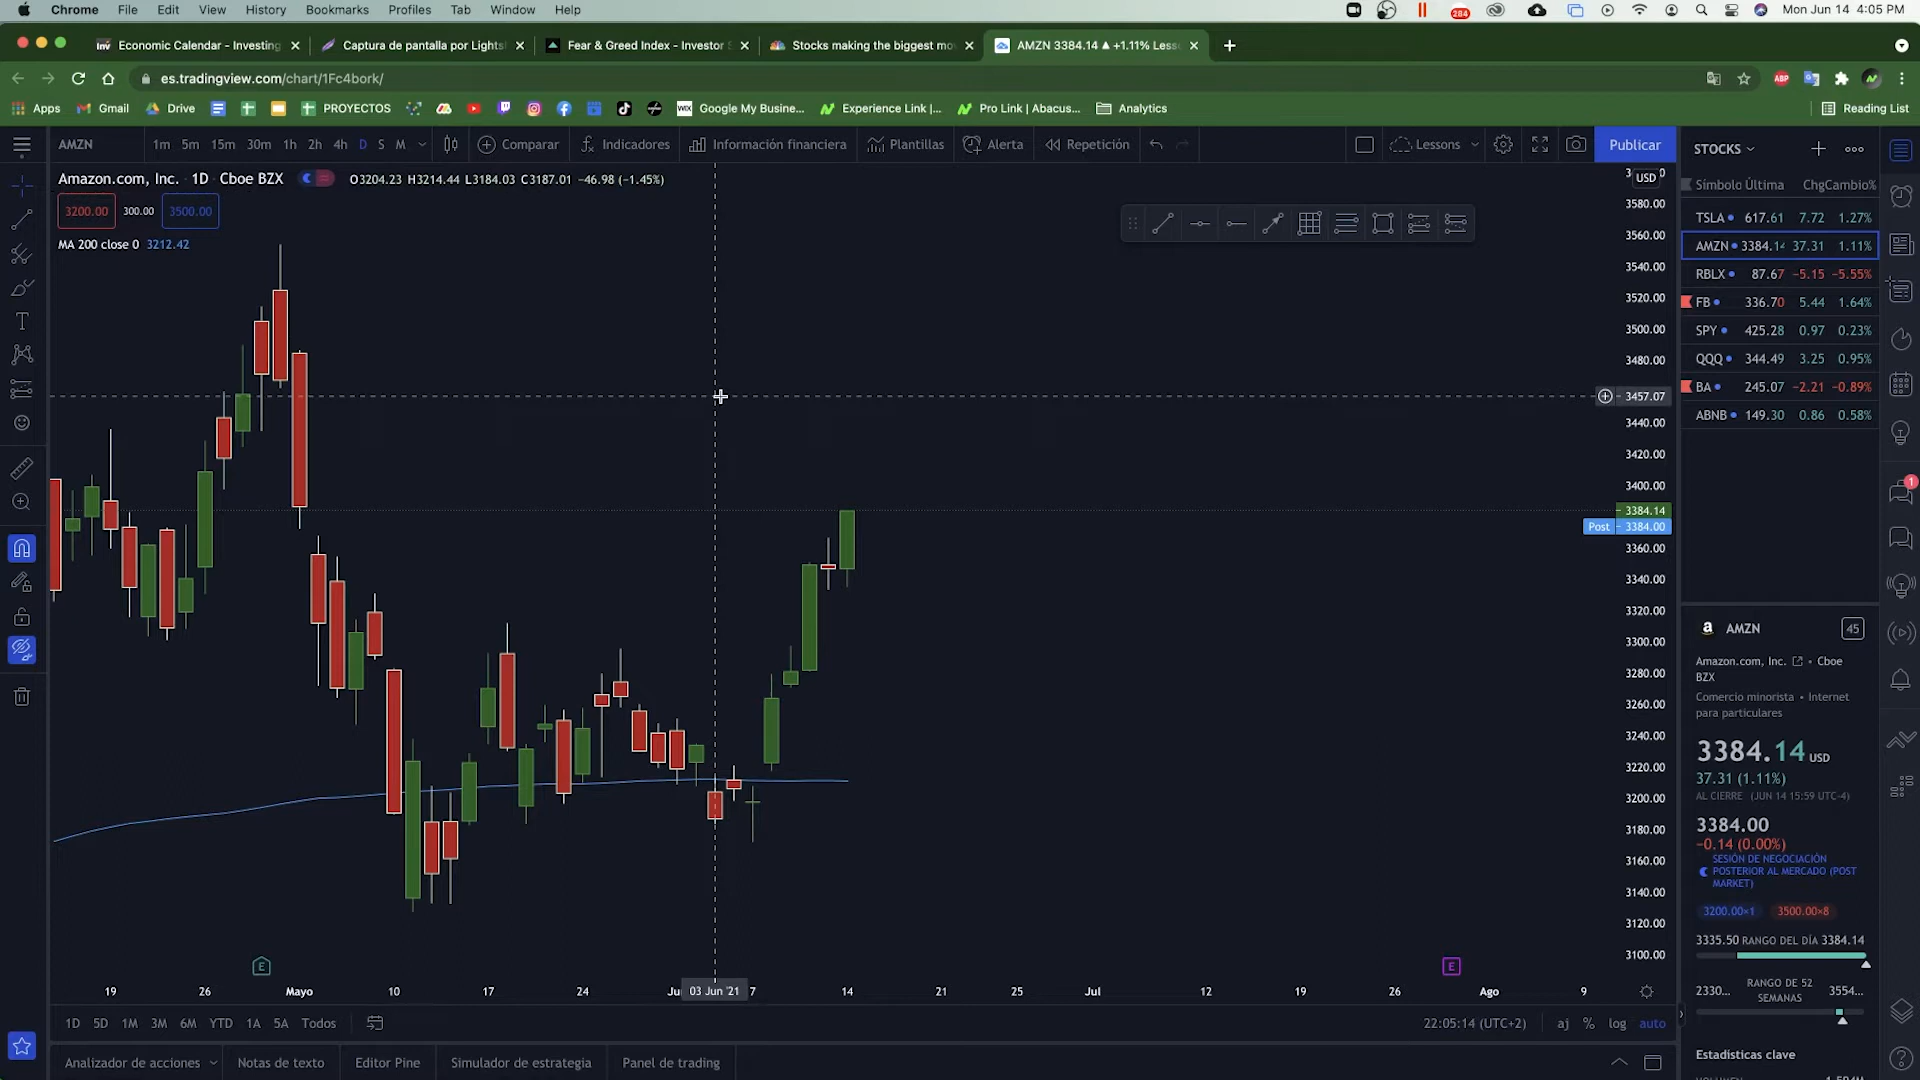 Chrome File Edit View History Bookmarks Profiles Tab Window Help 284 Mon Jun 14 4:05 PM
Economic Calendar - Investing Captura de pantalla por Lights Fear & Greed Index - Investor S Stocks making the biggest mo AMZN 3384.14 ▲ +1.11% Less
es.tradingview.com/chart/1Fc4bork/ ABP
Apps Gmail Drive PROYECTOS WIX Google My Busine... Experience Link |... Pro Link | Abacus... Analytics Reading List
AMZN 1m 5m 15m 30m 1h 2h 4h D S M Comparar Indicadores Información financiera Plantillas Alerta Repetición Lessons Publicar
STOCKS
Amazon.com, Inc. 1D · Cboe BZX O3204.23 H3214.44 L3184.03 C3187.01 −46.98 (−1.45%)
USD
Símbolo Última Chg Cambio%
3200.00 300.00 3500.00
MA 200 close 0 3212.42
TSLA 617.61 7.72 1.27%
AMZN 3384.14 37.31 1.11%
RBLX 87.67 −5.15 −5.55%
FB 336.70 5.44 1.64%
SPY 425.28 0.97 0.23%
QQQ 344.49 3.25 0.95%
BA 245.07 −2.21 −0.89%
ABNB 149.30 0.86 0.58%
3580.00
3560.00
3540.00
3520.00
3500.00
3480.00
3457.07
3440.00
3420.00
3400.00
3384.14
Post 3384.00
3360.00
3340.00
3320.00
3300.00
3280.00
3260.00
3240.00
3220.00
3200.00
3180.00
3160.00
3140.00
3120.00
3100.00
1
a AMZN 45
Amazon.com, Inc. • Cboe
BZX
Comercio minorista • Internet
para particulares
3384.14 USD
37.31 (1.11%)
AL CIERRE (JUN 14 15:59 UTC-4)
3384.00
−0.14 (0.00%)
SESIÓN DE NEGOCIACIÓN
POSTERIOR AL MERCADO (POST
MARKET)
3200.00×1 3500.00×8
3335.50 RANGO DEL DÍA 3384.14
2330... RANGO DE 52 3554...
SEMANAS
Estadísticas clave
E E
19 26 Mayo 10 17 24 Ju 03 Jun '21 7 14 21 25 Jul 12 19 26 Ago 9
1D 5D 1M 3M 6M YTD 1A 5A Todos 22:05:14 (UTC+2) aj % log auto
Analizador de acciones Notas de texto Editor Pine Simulador de estrategia Panel de trading